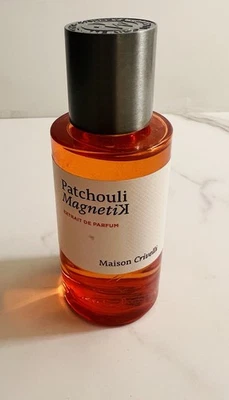 Patchouli
MagnetiK
EXTRAIT DE PARFUM
Maison Crivelli